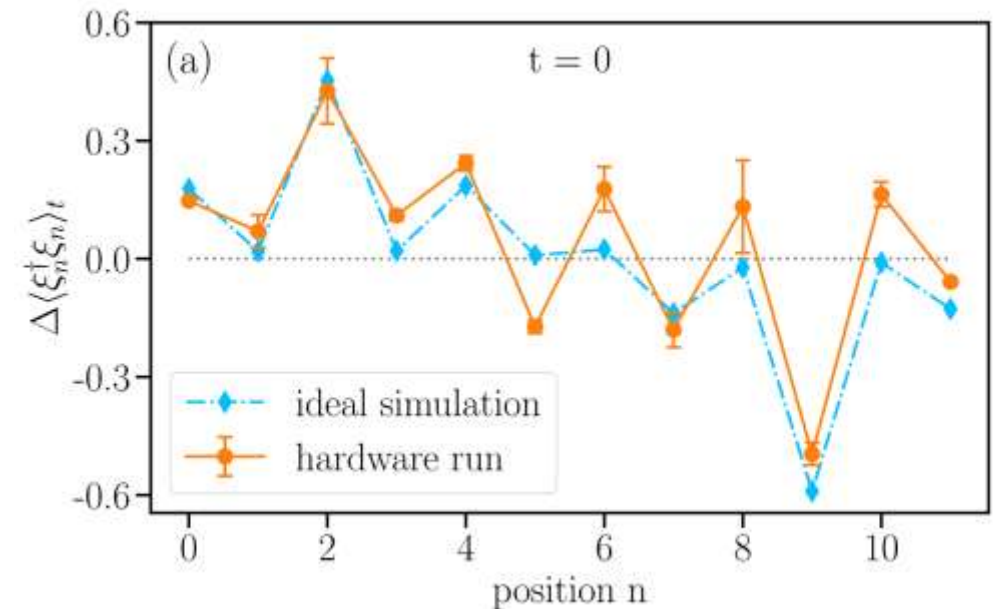 (a)
t = 0
0.6
0.3
0.0
-0.3
-0.6
Δ⟨ξ†ₙξₙ⟩ₜ
ideal simulation
hardware run
0 2 4 6 8 10
position n